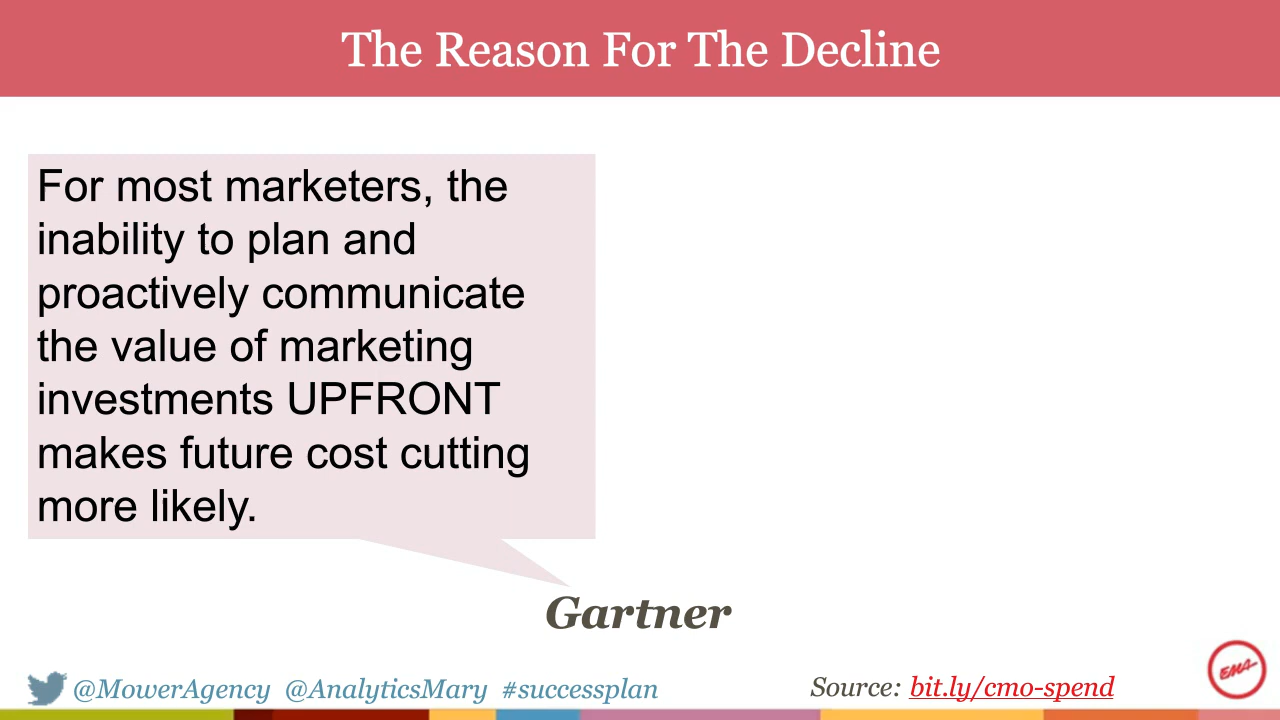 The Reason For The Decline
For most marketers, the
inability to plan and
proactively communicate
the value of marketing
investments UPFRONT
makes future cost cutting
more likely.
Gartner
@MowerAgency @AnalyticsMary #successplan
Source: bit.ly/cmo-spend
EMA